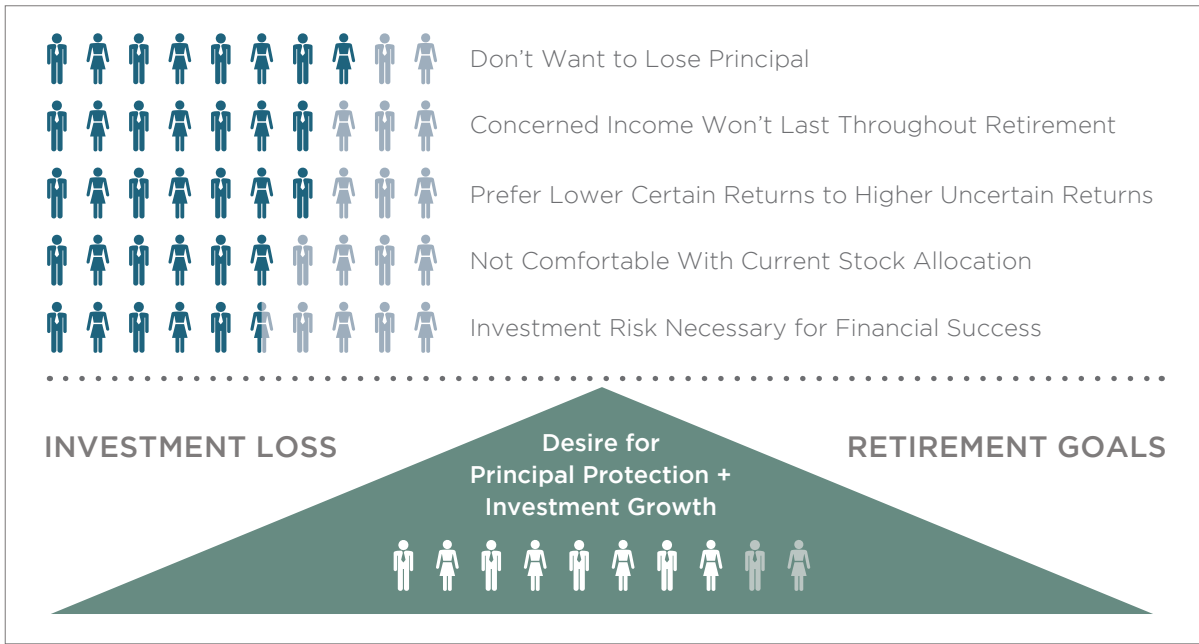 Don’t Want to Lose Principal
Concerned Income Won’t Last Throughout Retirement
Prefer Lower Certain Returns to Higher Uncertain Returns
Not Comfortable With Current Stock Allocation
Investment Risk Necessary for Financial Success
INVESTMENT LOSS
Desire for
Principal Protection +
Investment Growth
RETIREMENT GOALS